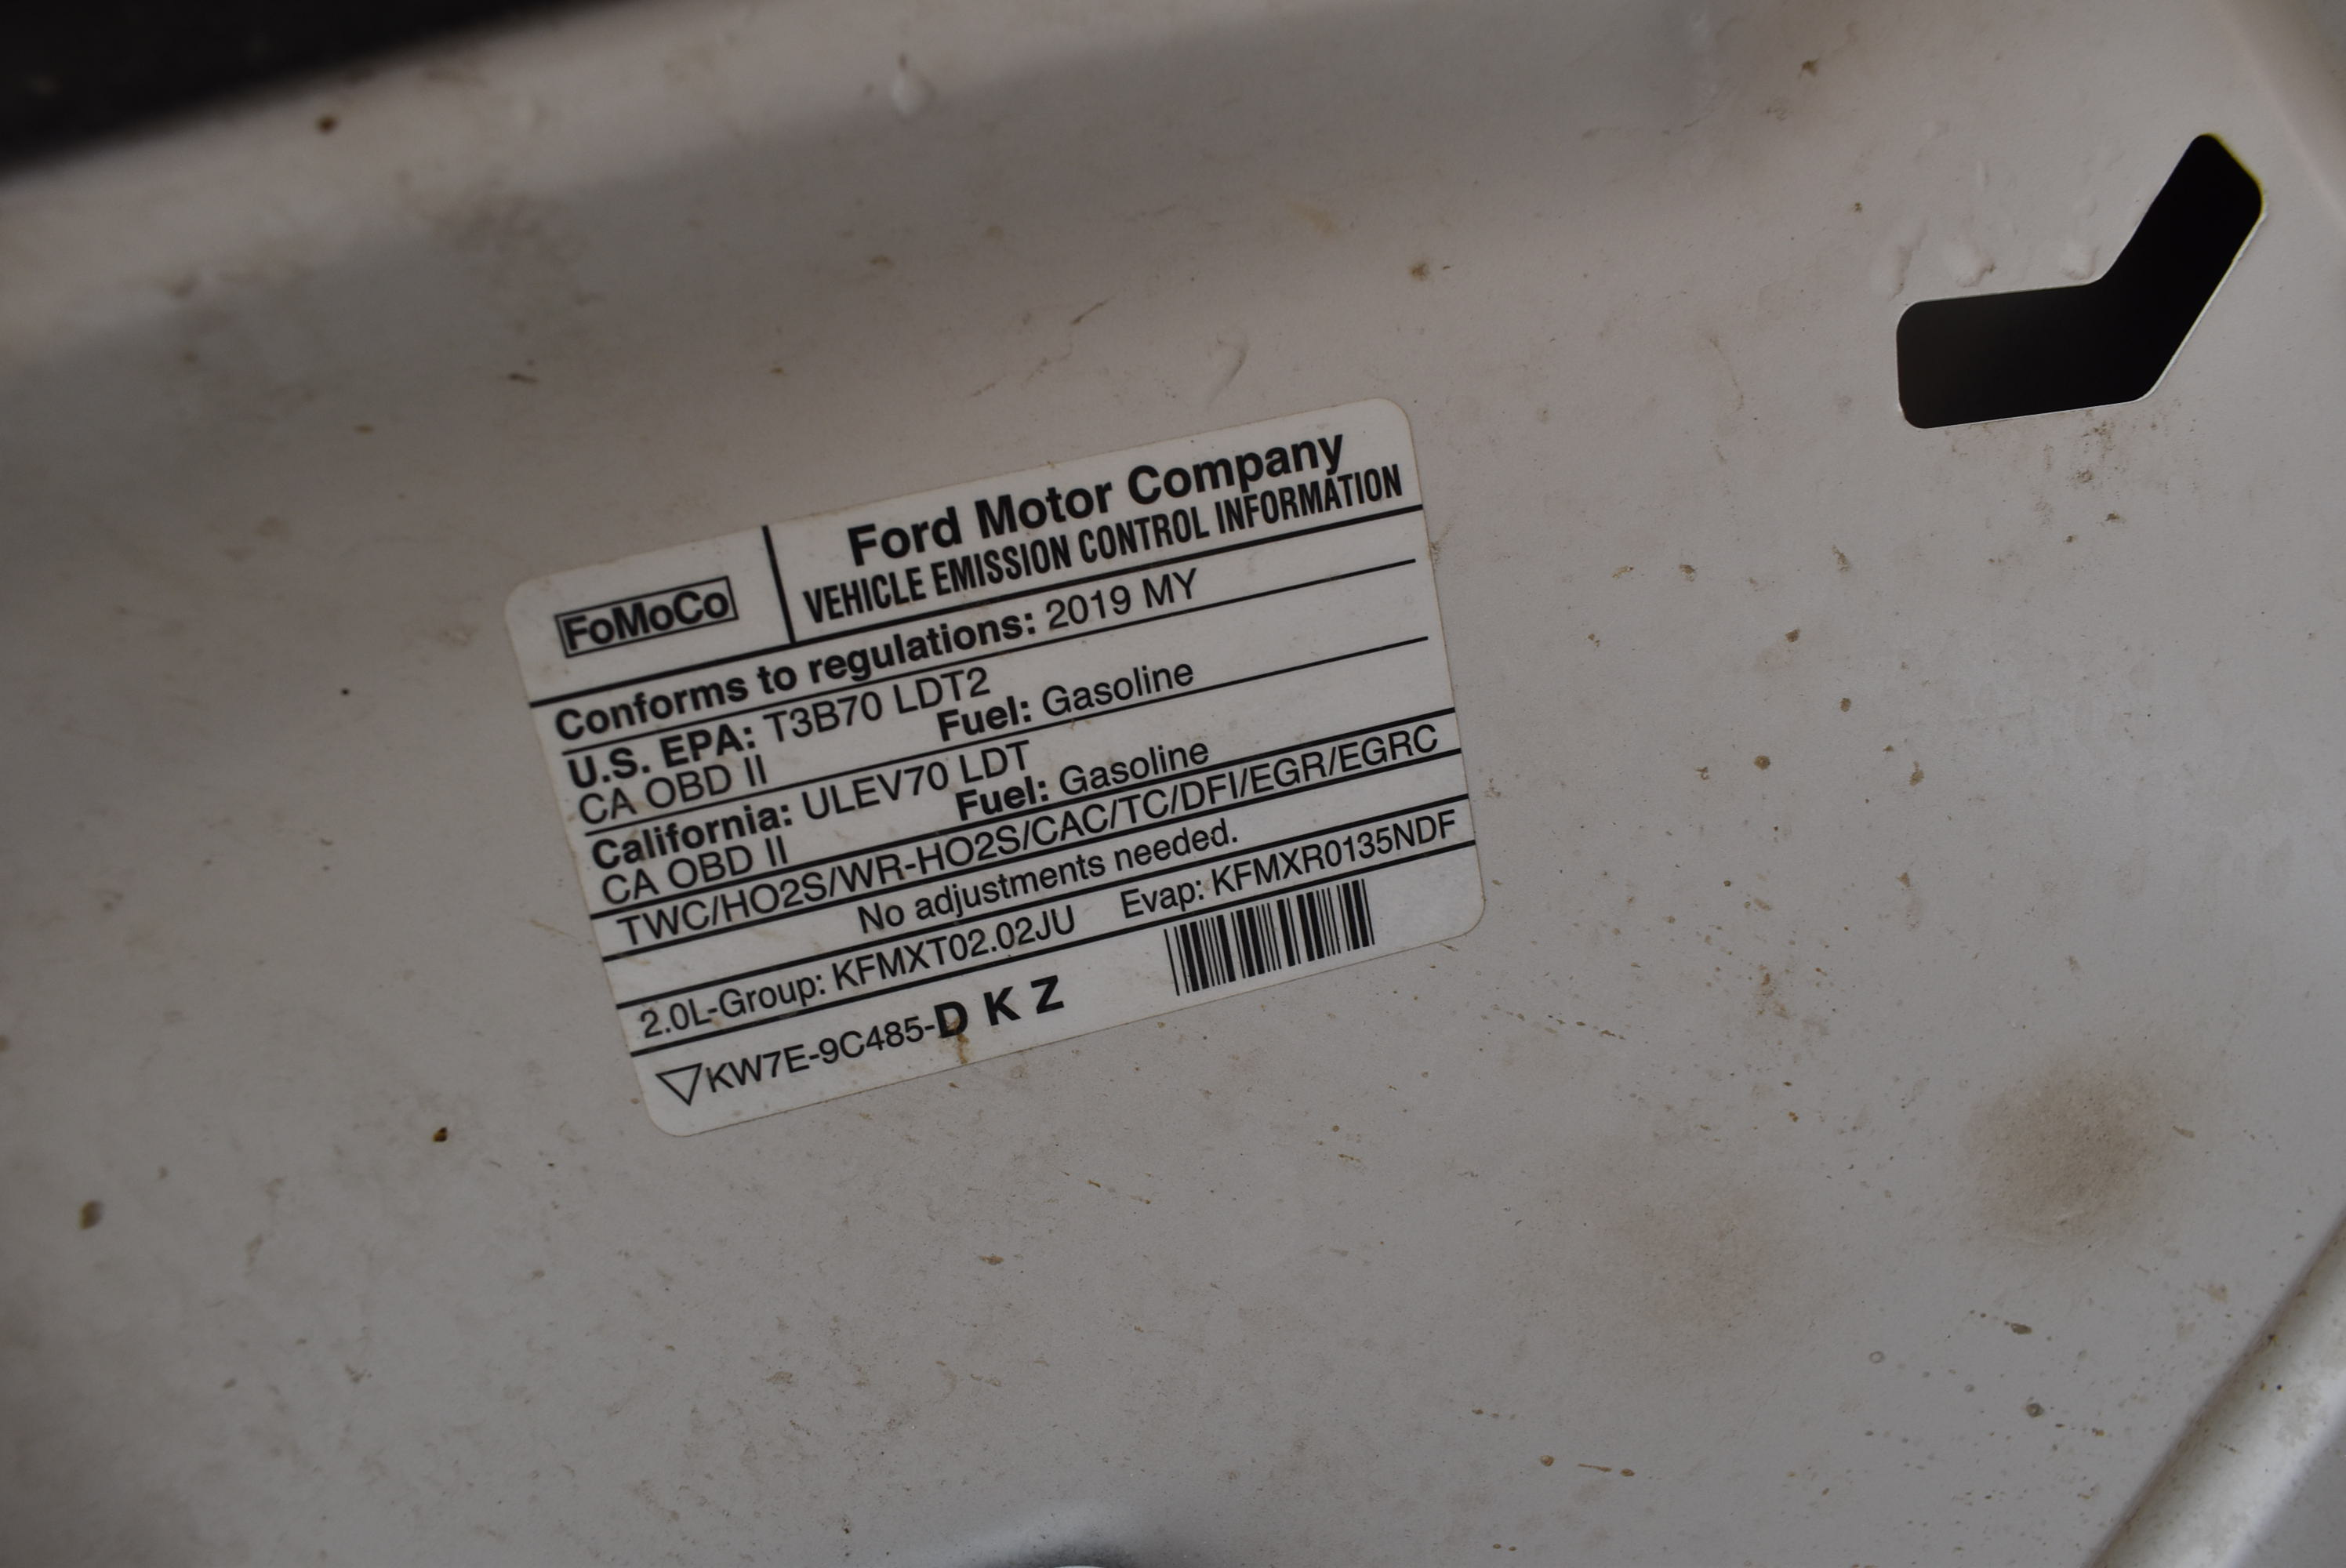 FoMoCo
Ford Motor Company
VEHICLE EMISSION CONTROL INFORMATION
Conforms to regulations: 2019 MY
U.S. EPA: T3B70 LDT2
CA OBD II Fuel: Gasoline
California: ULEV70 LDT
CA OBD II Fuel: Gasoline
TWC/HO2S/WR-HO2S/CAC/TC/DFI/EGR/EGRC
No adjustments needed.
2.0L-Group: KFMXT02.02JU Evap: KFMXR0135NDF
▽KW7E-9C485-D K Z